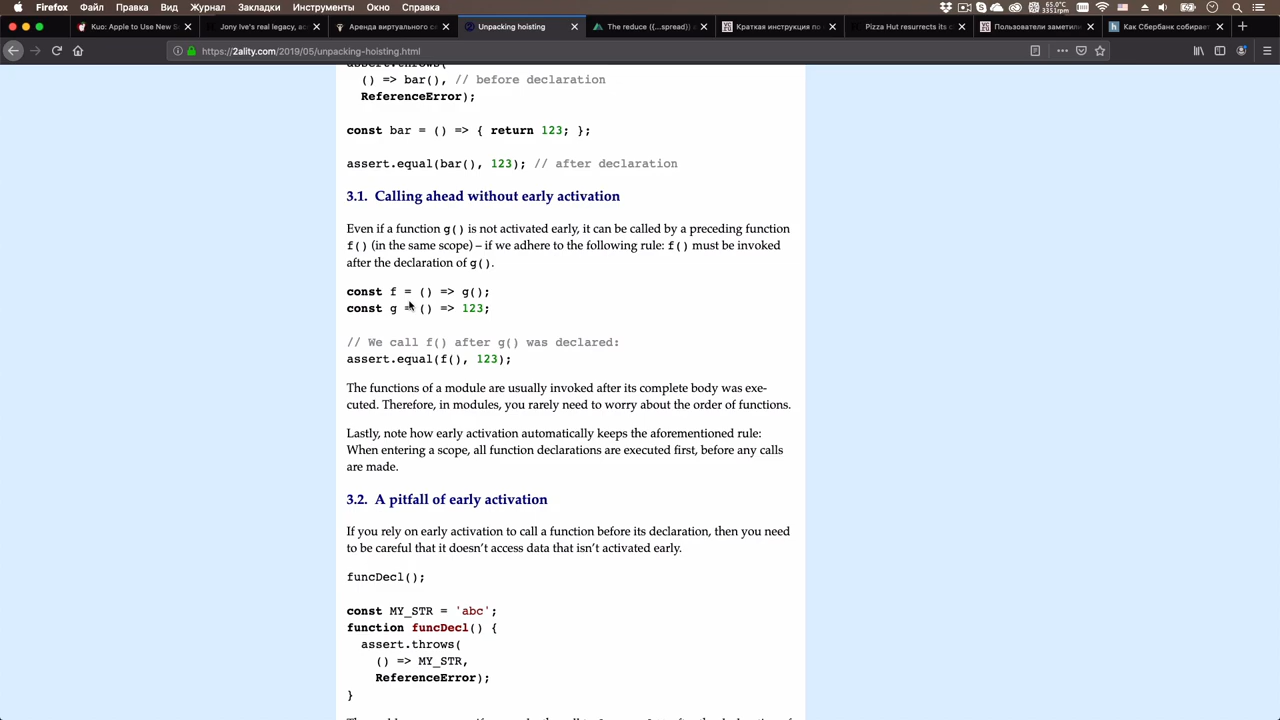 Firefox Файл Правка Вид Журнал Закладки Инструменты Окно Справка
Kuo: Apple to Use New S
Jony Ive's real legacy, ac
Аренда виртуального се
Unpacking hoisting
The reduce ({...spread}) a
Краткая инструкция по
Pizza Hut resurrects its c
Пользователи заметили
Как Сбербанк собирает
https://2ality.com/2019/05/unpacking-hoisting.html
assert.throws(
() => bar(), // before declaration
ReferenceError);
const bar = () => { return 123; };
assert.equal(bar(), 123); // after declaration
3.1. Calling ahead without early activation
Even if a function g() is not activated early, it can be called by a preceding function
f() (in the same scope) – if we adhere to the following rule: f() must be invoked
after the declaration of g().
const f = () => g();
const g = () => 123;
// We call f() after g() was declared:
assert.equal(f(), 123);
The functions of a module are usually invoked after its complete body was exe-
cuted. Therefore, in modules, you rarely need to worry about the order of functions.
Lastly, note how early activation automatically keeps the aforementioned rule:
When entering a scope, all function declarations are executed first, before any calls
are made.
3.2. A pitfall of early activation
If you rely on early activation to call a function before its declaration, then you need
to be careful that it doesn't access data that isn't activated early.
funcDecl();
const MY_STR = 'abc';
function funcDecl() {
assert.throws(
() => MY_STR,
ReferenceError);
}